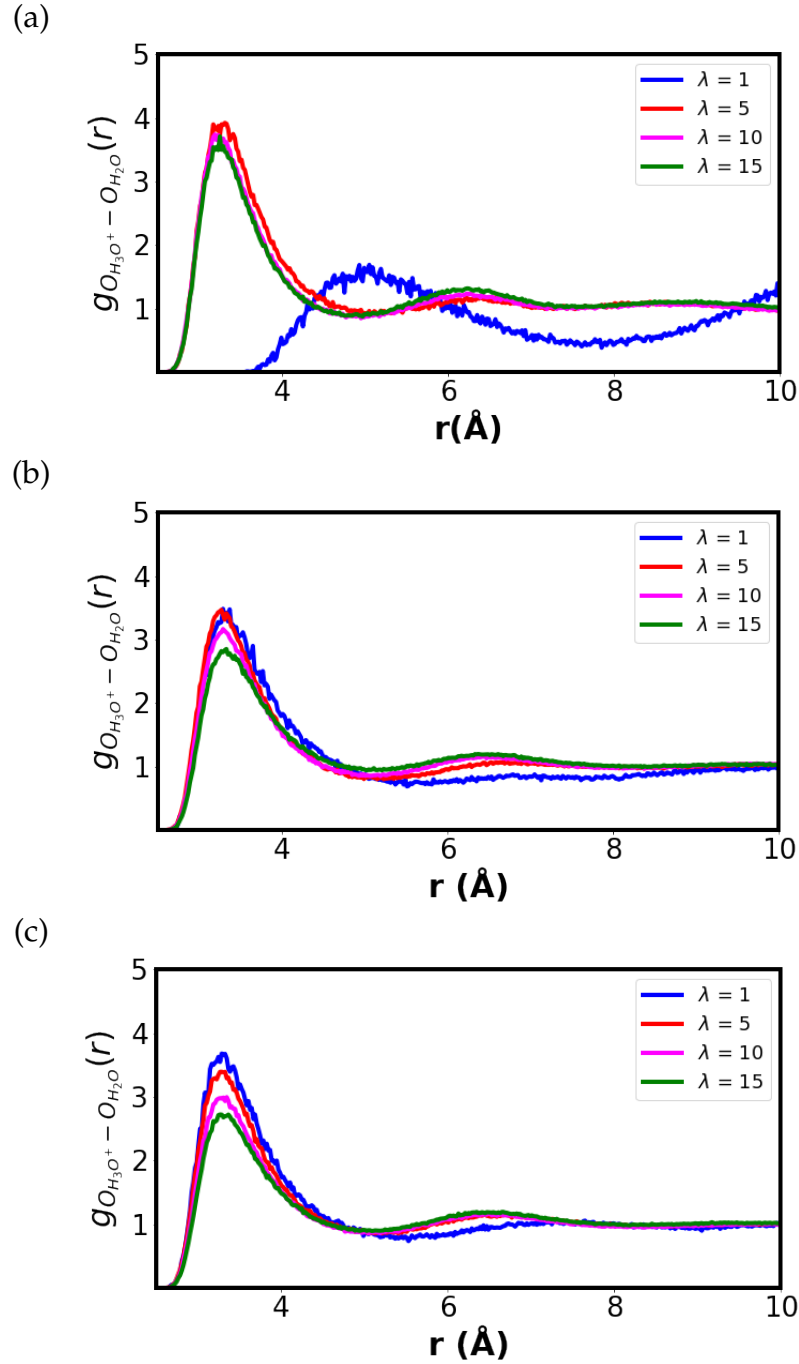 (a)
5
4
3
2
1
g_{O_{H_3O^+} − O_{H_2O}}(r)
λ = 1
λ = 5
λ = 10
λ = 15
4 6 8 10
r(Å)
(b)
5
4
3
2
1
g_{O_{H_3O^+} − O_{H_2O}}(r)
λ = 1
λ = 5
λ = 10
λ = 15
4 6 8 10
r (Å)
(c)
5
4
3
2
1
g_{O_{H_3O^+} − O_{H_2O}}(r)
λ = 1
λ = 5
λ = 10
λ = 15
4 6 8 10
r (Å)